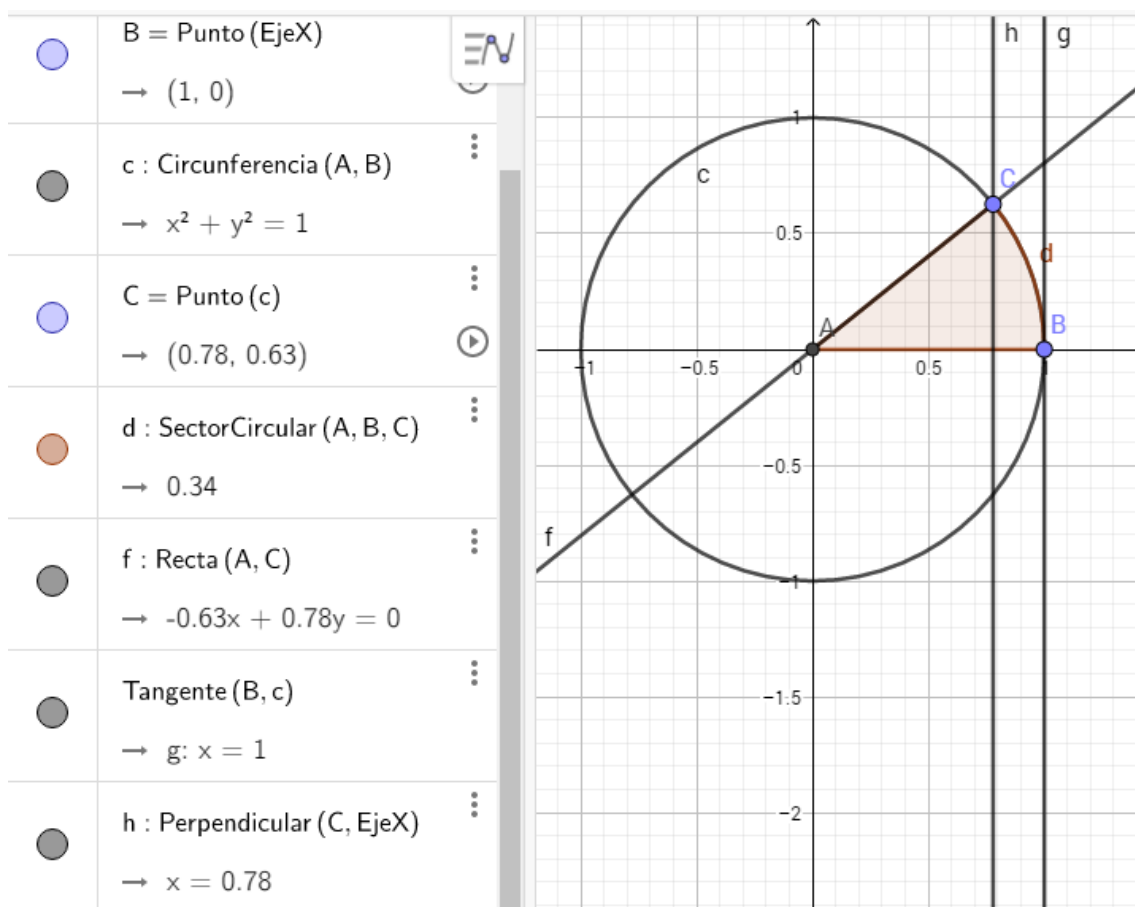 B = Punto (EjeX)
→ (1, 0)
c : Circunferencia (A, B)
→ x² + y² = 1
C = Punto (c)
→ (0.78, 0.63)
d : SectorCircular (A, B, C)
→ 0.34
f : Recta (A, C)
→ -0.63x + 0.78y = 0
Tangente (B, c)
→ g: x = 1
h : Perpendicular (C, EjeX)
→ x = 0.78
h g
1
c
C
0.5
d
A
B
−1 −0.5 0 0.5 1
−0.5
f
−1
−1.5
−2